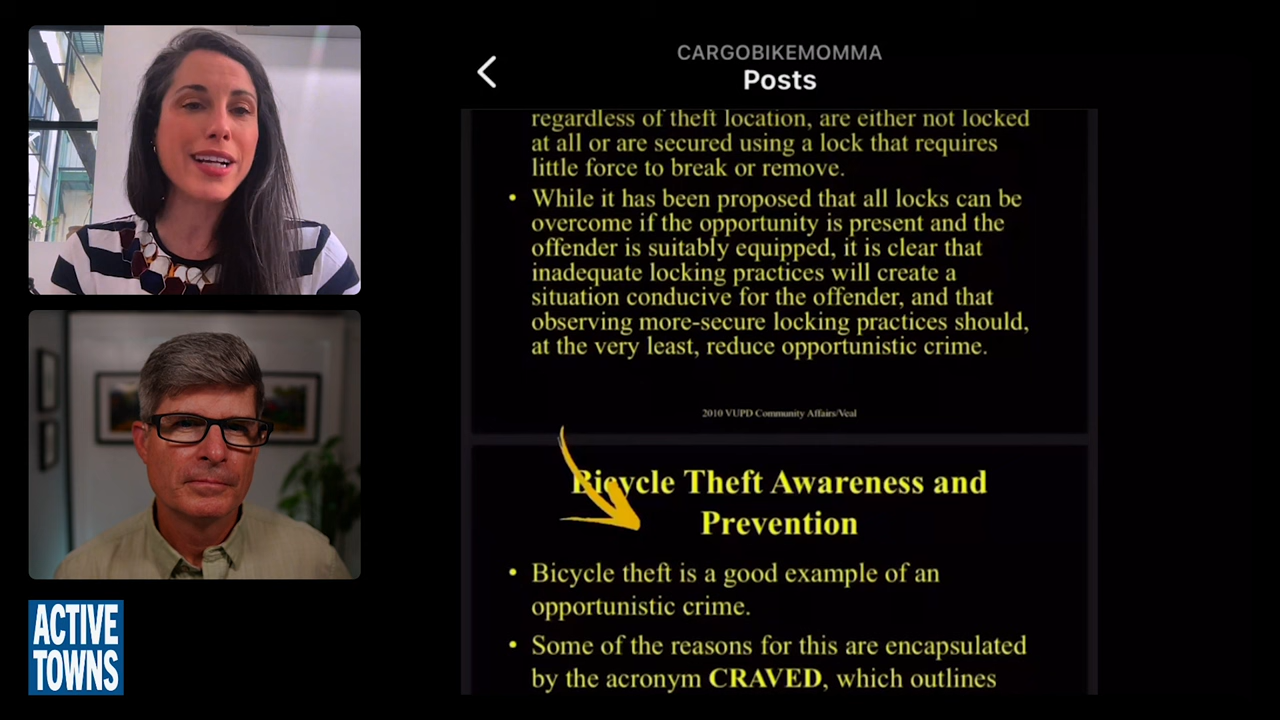 CARGOBIKEMOMMA
Posts
regardless of theft location, are either not locked
at all or are secured using a lock that requires
little force to break or remove.
• While it has been proposed that all locks can be
overcome if the opportunity is present and the
offender is suitably equipped, it is clear that
inadequate locking practices will create a
situation conducive for the offender, and that
observing more-secure locking practices should,
at the very least, reduce opportunistic crime.
2010 VUPD Community Affairs/Veal
Bicycle Theft Awareness and
Prevention
• Bicycle theft is a good example of an
opportunistic crime.
• Some of the reasons for this are encapsulated
by the acronym CRAVED, which outlines
ACTIVE
TOWNS